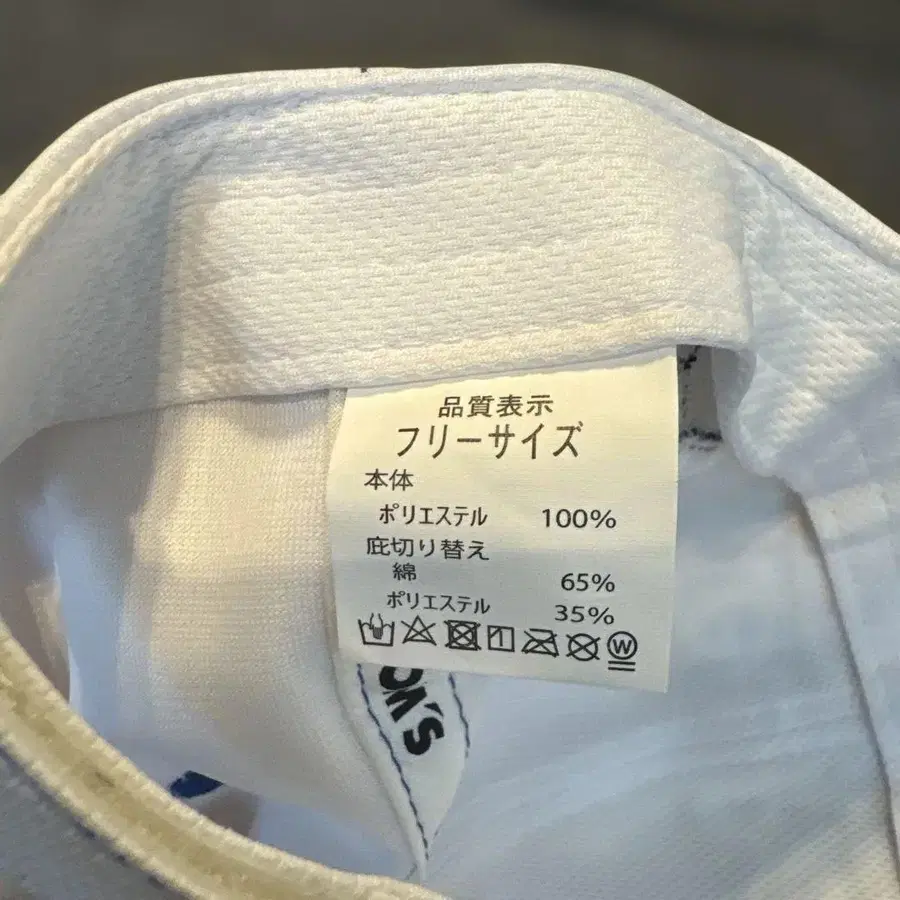 品質表示
フリーサイズ
本体
ポリエステル 100%
庇切り替え
綿 65%
ポリエステル 35%
W
OW'S